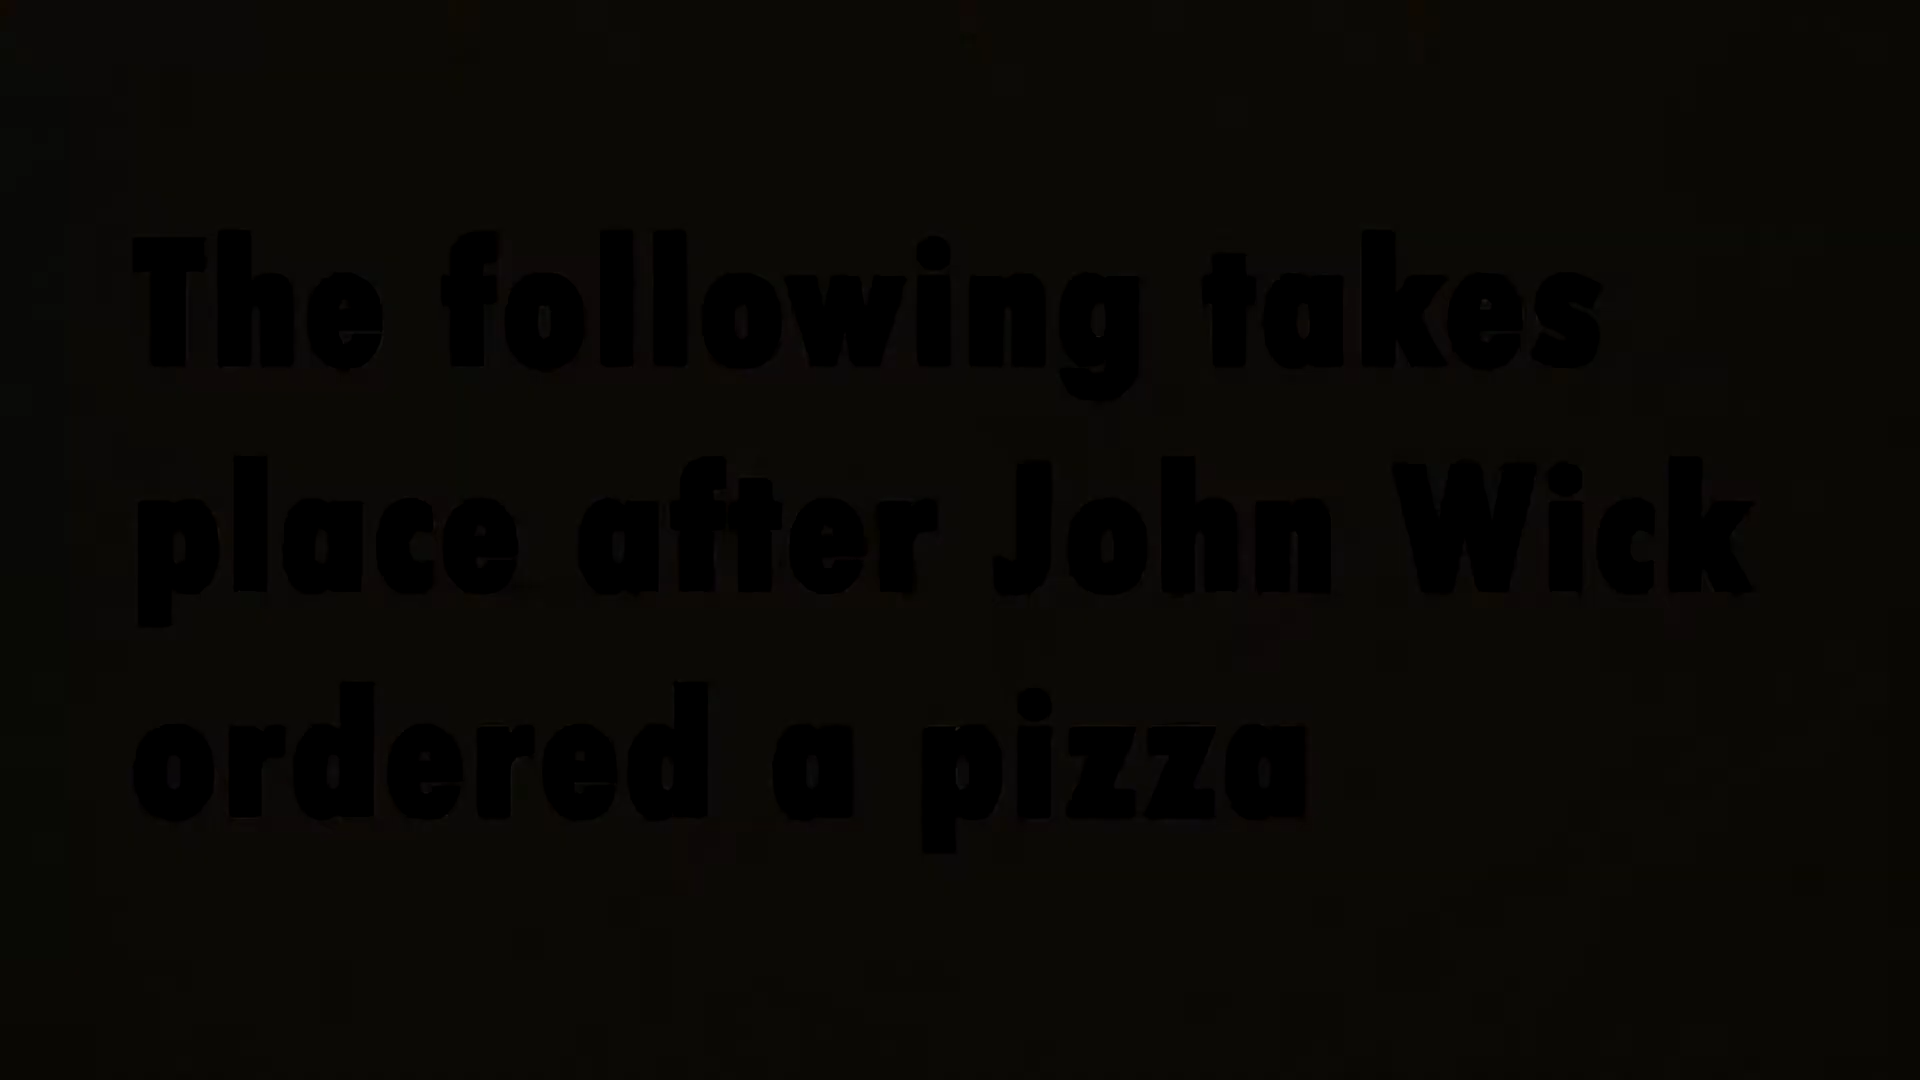 The following takes
place after John Wick
ordered a pizza